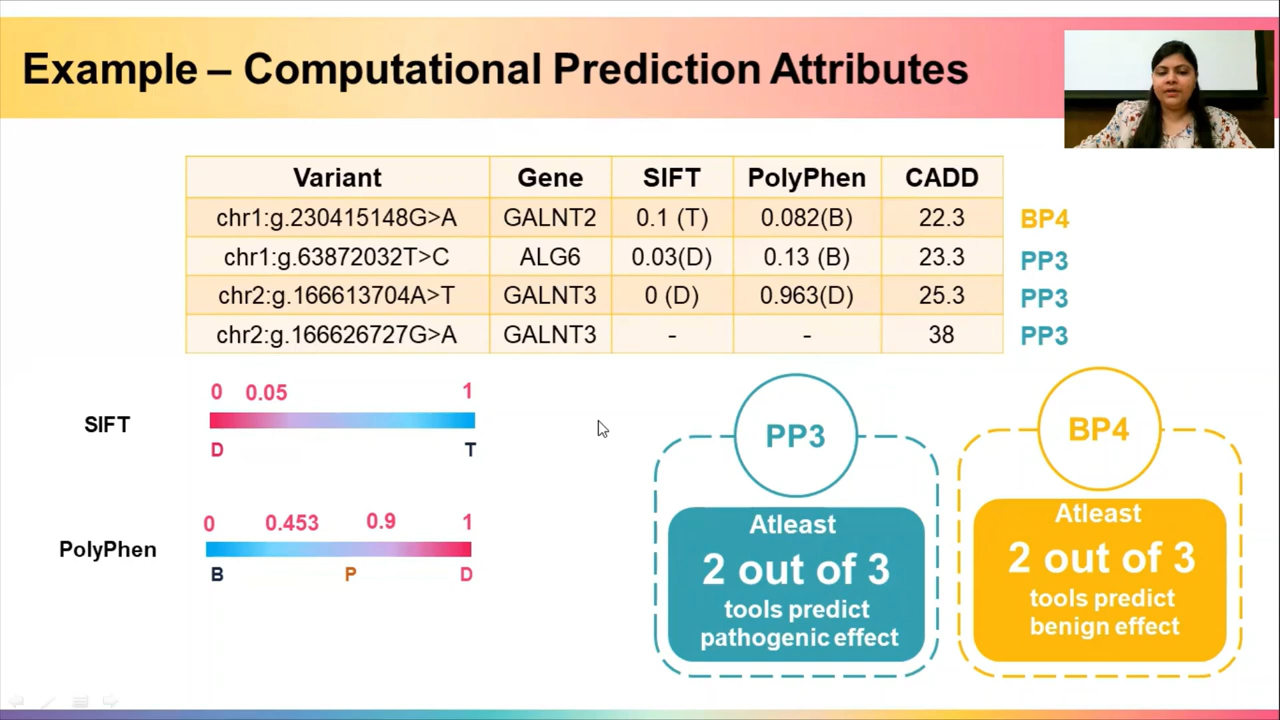 Example – Computational Prediction Attributes
Variant Gene SIFT PolyPhen CADD
chr1:g.230415148G>A GALNT2 0.1 (T) 0.082(B) 22.3 BP4
chr1:g.63872032T>C ALG6 0.03(D) 0.13 (B) 23.3 PP3
chr2:g.166613704A>T GALNT3 0 (D) 0.963(D) 25.3 PP3
chr2:g.166626727G>A GALNT3 - - 38 PP3
0 0.05 1
SIFT
D T
0 0.453 0.9 1
PolyPhen
B P D
PP3
Atleast
2 out of 3
tools predict
pathogenic effect
BP4
Atleast
2 out of 3
tools predict
benign effect